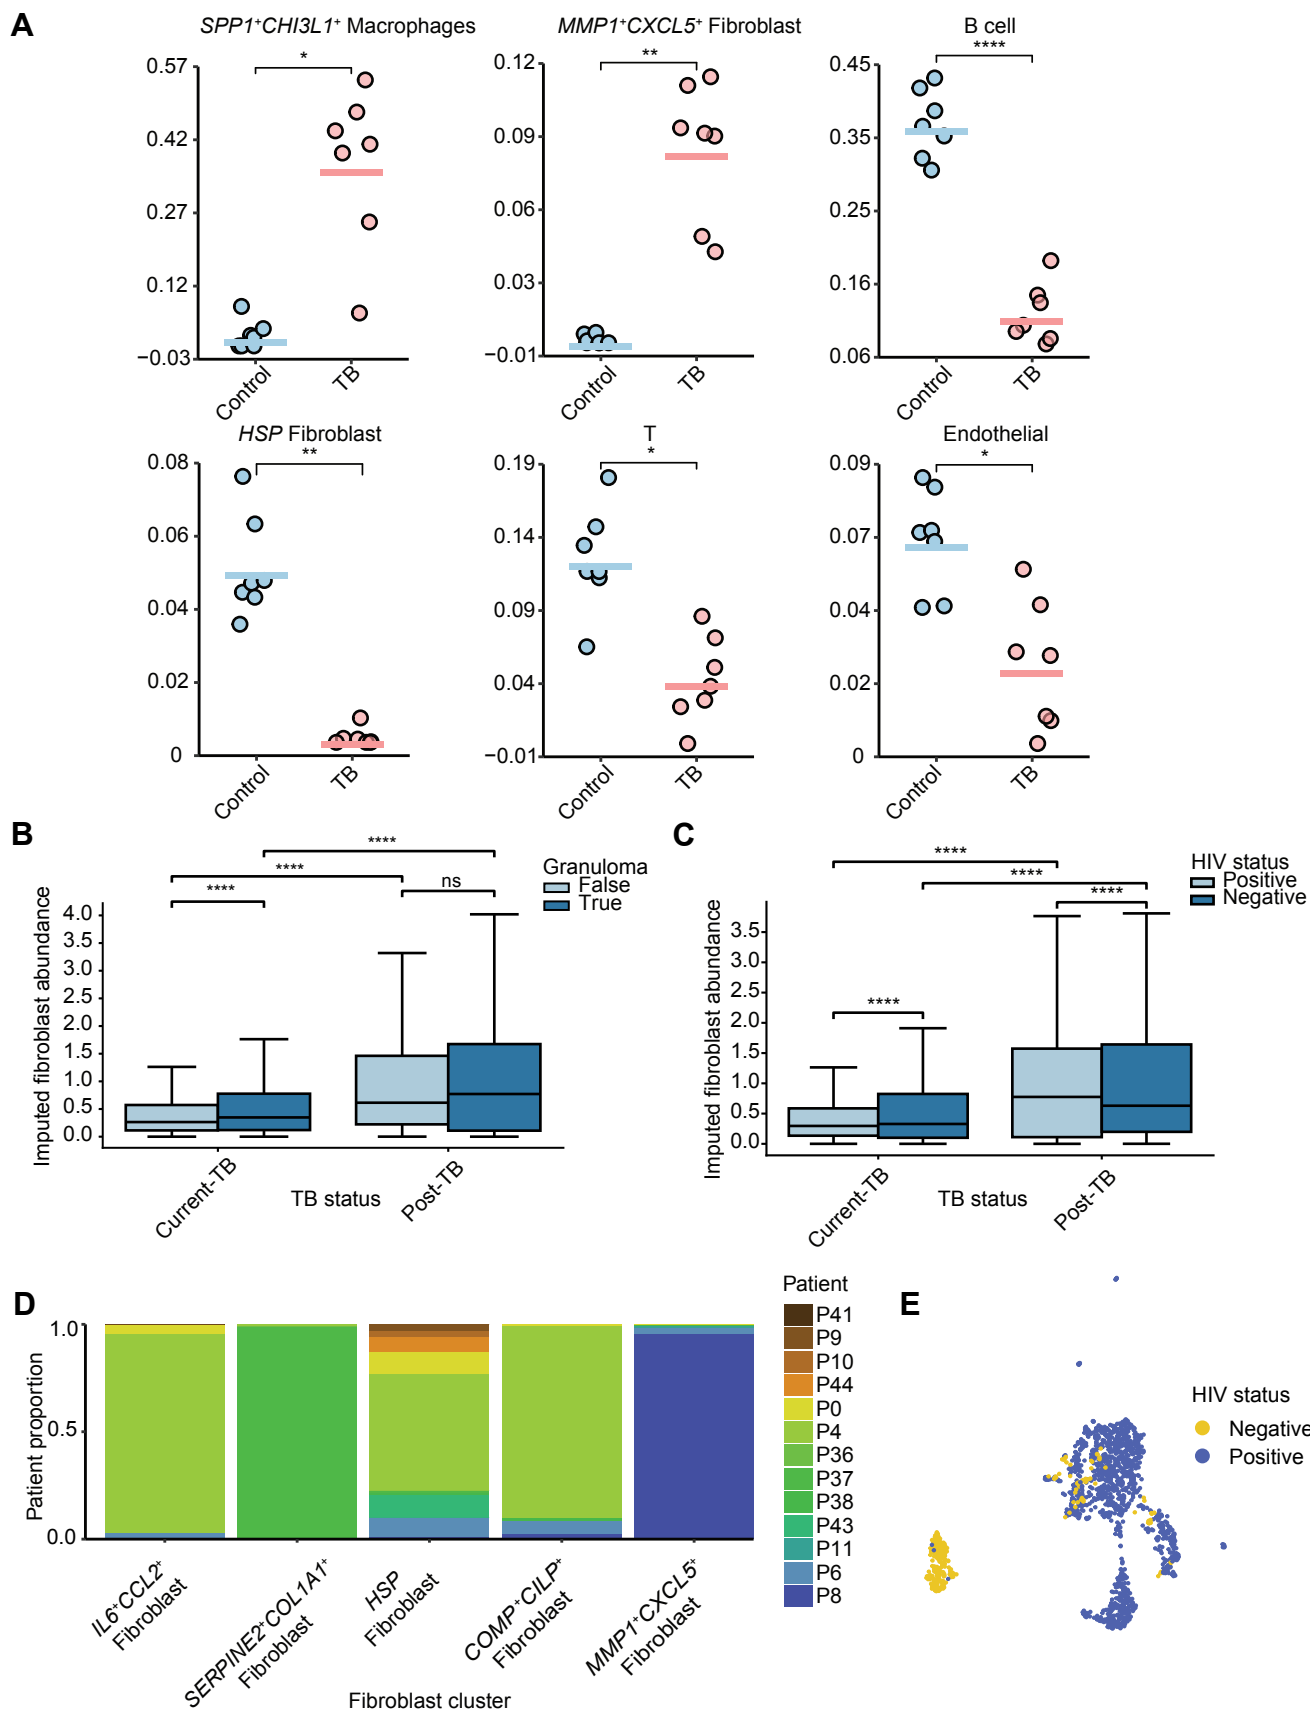 A
SPP1⁺CHI3L1⁺ Macrophages
MMP1⁺CXCL5⁺ Fibroblast
B cell
*
**
****
0.57
0.42
0.27
0.12
−0.03
Control
TB
0.12
0.09
0.06
0.03
−0.01
Control
TB
0.45
0.35
0.25
0.16
0.06
Control
TB
HSP Fibroblast
T
Endothelial
**
*
*
0.08
0.06
0.04
0.02
0
Control
TB
0.19
0.14
0.09
0.04
−0.01
Control
TB
0.09
0.07
0.04
0.02
0
Control
TB
B
****
****
****
ns
Granuloma
False
True
Imputed fibroblast abundance
4.0
3.5
3.0
2.5
2.0
1.5
1.0
0.5
0.0
Current-TB
TB status
Post-TB
C
****
****
****
****
HIV status
Positive
Negative
Imputed fibroblast abundance
3.5
3.0
2.5
2.0
1.5
1.0
0.5
0.0
Current-TB
TB status
Post-TB
D
Patient proportion
1.0
0.5
0.0
IL6⁺CCL2⁺
Fibroblast
SERPINE2⁺COL1A1⁺
Fibroblast
HSP
Fibroblast
COMP⁺CILP⁺
Fibroblast
MMP1⁺CXCL5⁺
Fibroblast
Fibroblast cluster
Patient
P41
P9
P10
P44
P0
P4
P36
P37
P38
P43
P11
P6
P8
E
HIV status
Negative
Positive